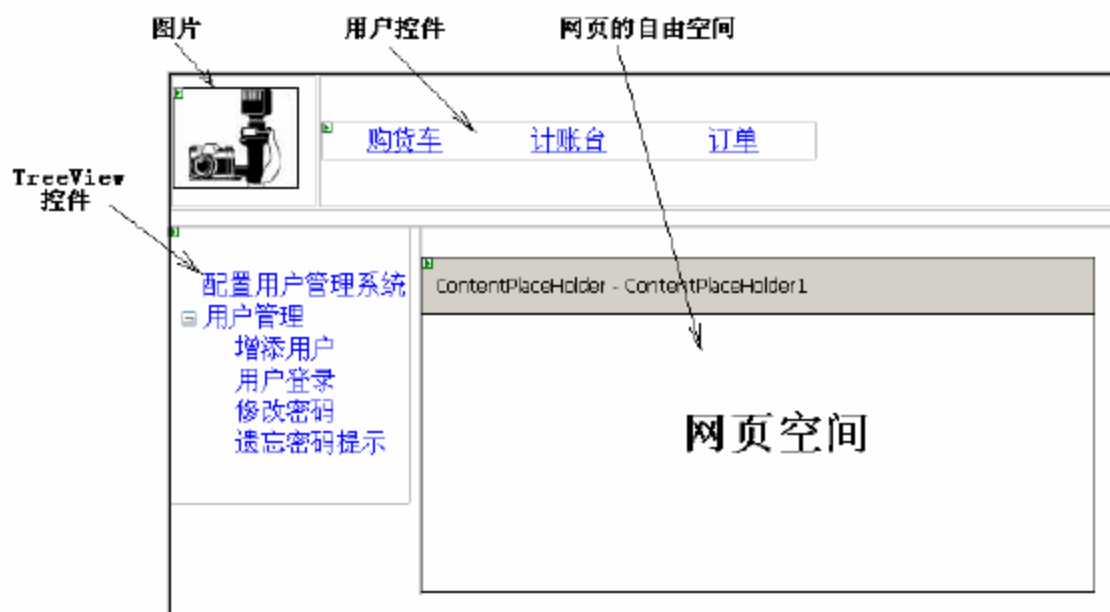 图片 用户控件 网页的自由空间
购货车 计账台 订单
TreeView
控件
配置用户管理系统
ContentPlaceHolder - ContentPlaceHolder1
用户管理
增添用户
用户登录
修改密码
遗忘密码提示
网页空间